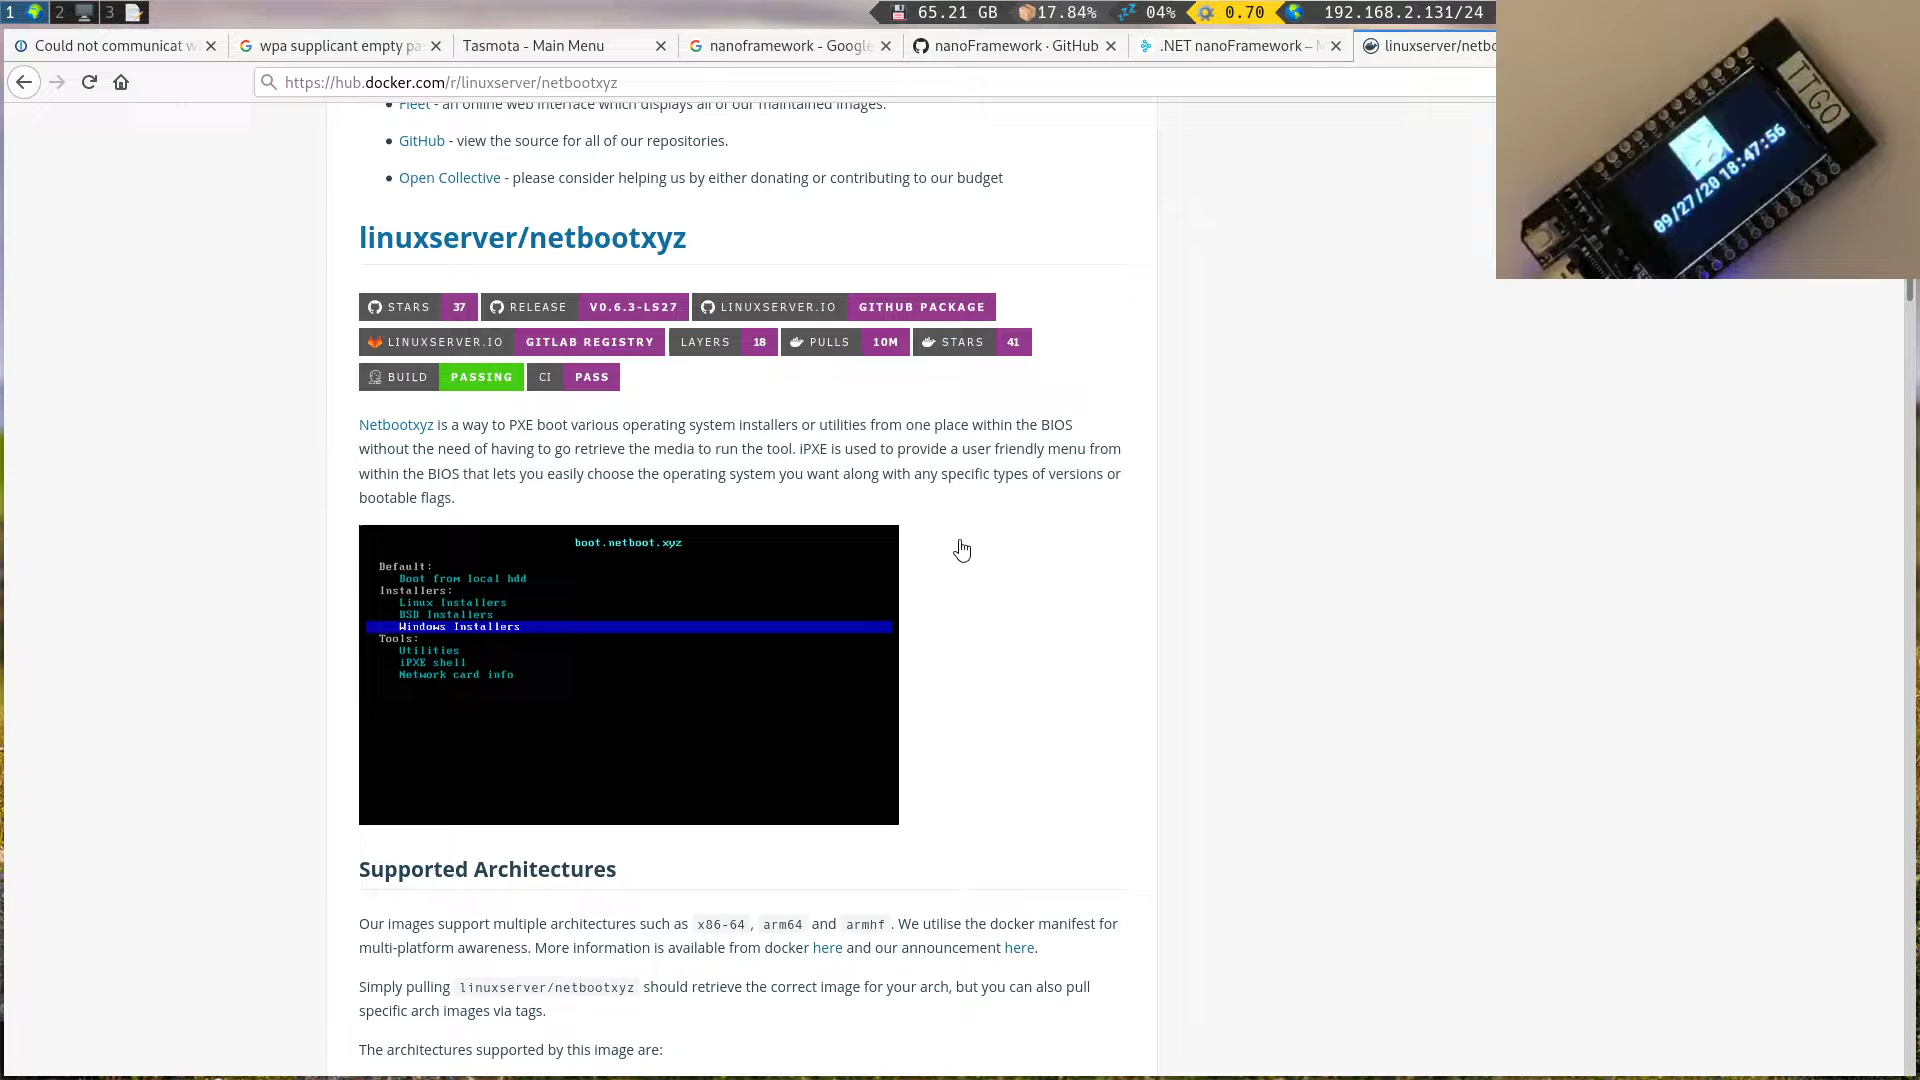 1 2 3 65.21 GB 17.84% 04% 0.70 192.168.2.131/24
Could not communicat w
wpa supplicant empty pa
Tasmota - Main Menu
nanoframework - Google
nanoFramework · GitHub
.NET nanoFramework –
linuxserver/netbo
https://hub.docker.com/r/linuxserver/netbootxyz
Fleet - an online web interface which displays all of our maintained images.
GitHub - view the source for all of our repositories.
Open Collective - please consider helping us by either donating or contributing to our budget
linuxserver/netbootxyz
STARS 37 RELEASE V0.6.3-LS27 LINUXSERVER.IO GITHUB PACKAGE
LINUXSERVER.IO GITLAB REGISTRY LAYERS 18 PULLS 10M STARS 41
BUILD PASSING CI PASS
Netbootxyz is a way to PXE boot various operating system installers or utilities from one place within the BIOS
without the need of having to go retrieve the media to run the tool. iPXE is used to provide a user friendly menu from
within the BIOS that lets you easily choose the operating system you want along with any specific types of versions or
bootable flags.
boot.netboot.xyz
Default:
Boot from local hdd
Installers:
Linux Installers
BSD Installers
Windows Installers
Tools:
Utilities
iPXE shell
Network card info
Supported Architectures
Our images support multiple architectures such as x86-64 , arm64 and armhf . We utilise the docker manifest for
multi-platform awareness. More information is available from docker here and our announcement here.
Simply pulling linuxserver/netbootxyz should retrieve the correct image for your arch, but you can also pull
specific arch images via tags.
The architectures supported by this image are:
TTGO
09/27/20 18:47:56